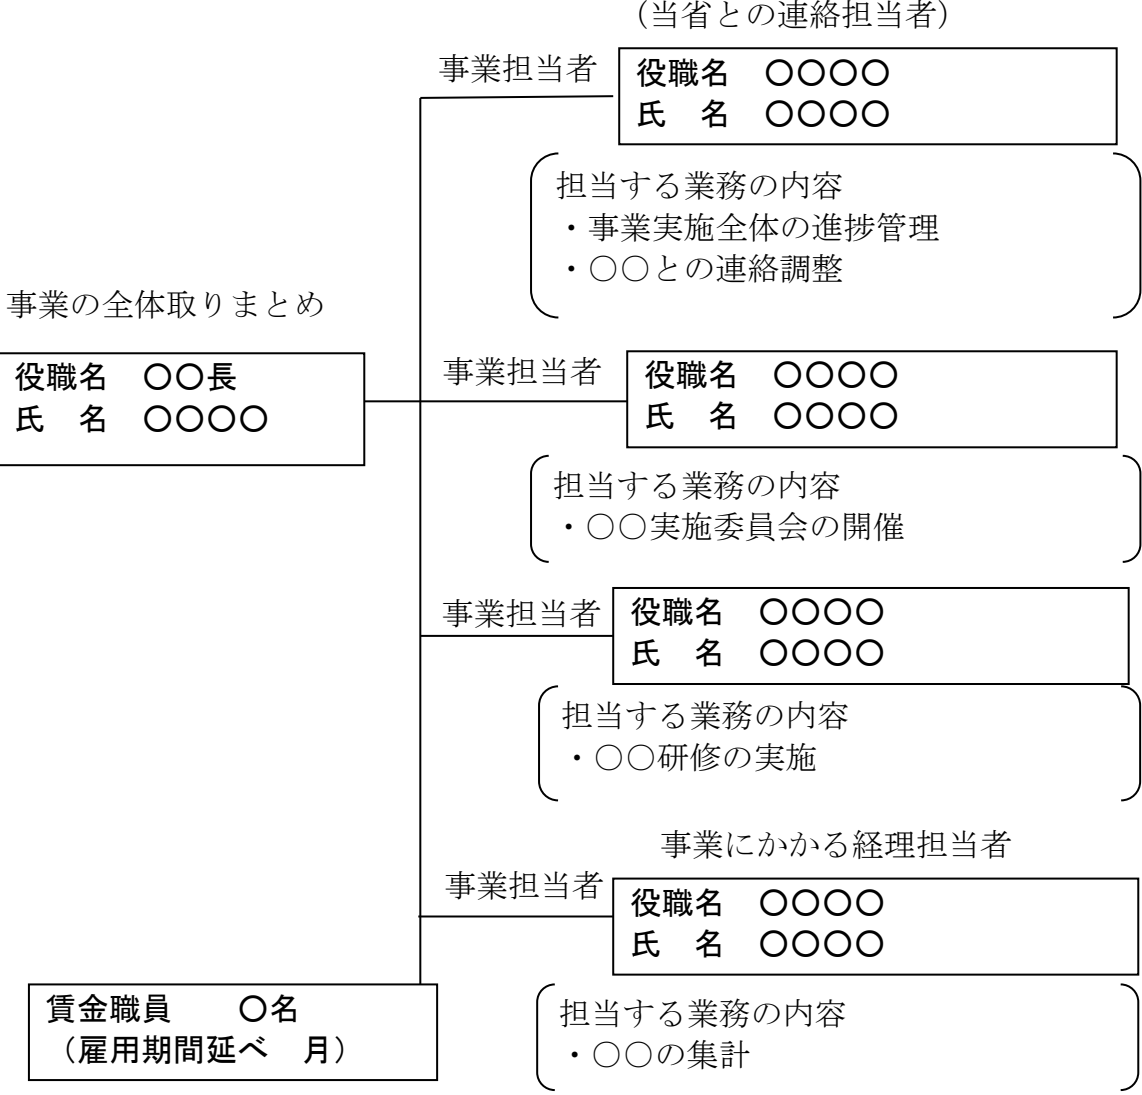 (当省との連絡担当者)
事業担当者
役職名　〇〇〇〇
氏　名　〇〇〇〇
担当する業務の内容
・事業実施全体の進捗管理
・〇〇との連絡調整
事業の全体取りまとめ
役職名　〇〇長
氏　名　〇〇〇〇
事業担当者
役職名　〇〇〇〇
氏　名　〇〇〇〇
担当する業務の内容
・〇〇実施委員会の開催
事業担当者
役職名　〇〇〇〇
氏　名　〇〇〇〇
担当する業務の内容
・〇〇研修の実施
事業にかかる経理担当者
事業担当者
役職名　〇〇〇〇
氏　名　〇〇〇〇
賃金職員　　〇名
（雇用期間延べ　月）
担当する業務の内容
・〇〇の集計